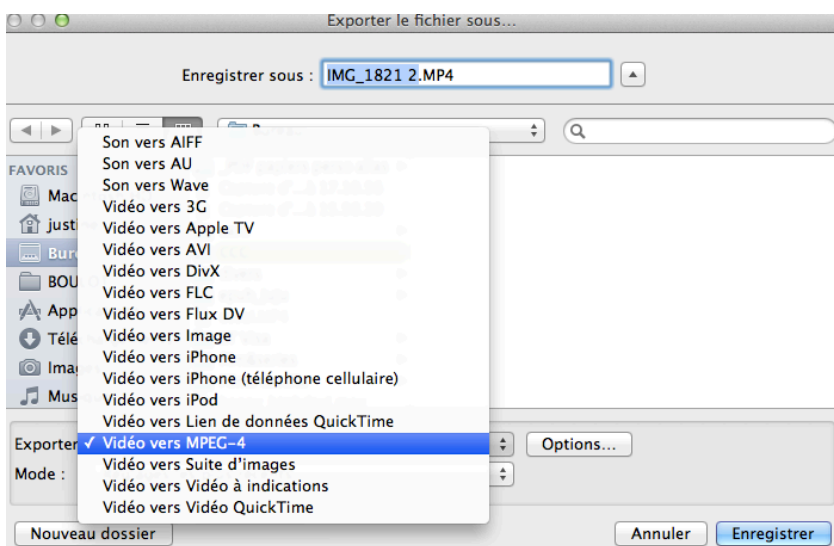 Exporter le fichier sous...
Enregistrer sous : IMG_1821 2.MP4
FAVORIS
Mac
justi
Bure
BOUL
App
Télé
Imag
Mus
Son vers AIFF
Son vers AU
Son vers Wave
Vidéo vers 3G
Vidéo vers Apple TV
Vidéo vers AVI
Vidéo vers DivX
Vidéo vers FLC
Vidéo vers Flux DV
Vidéo vers Image
Vidéo vers iPhone
Vidéo vers iPhone (téléphone cellulaire)
Vidéo vers iPod
Vidéo vers Lien de données QuickTime
Exporter ✓ Vidéo vers MPEG-4 Options...
Vidéo vers Suite d'images
Mode :
Vidéo vers Vidéo à indications
Vidéo vers Vidéo QuickTime
Nouveau dossier Annuler Enregistrer